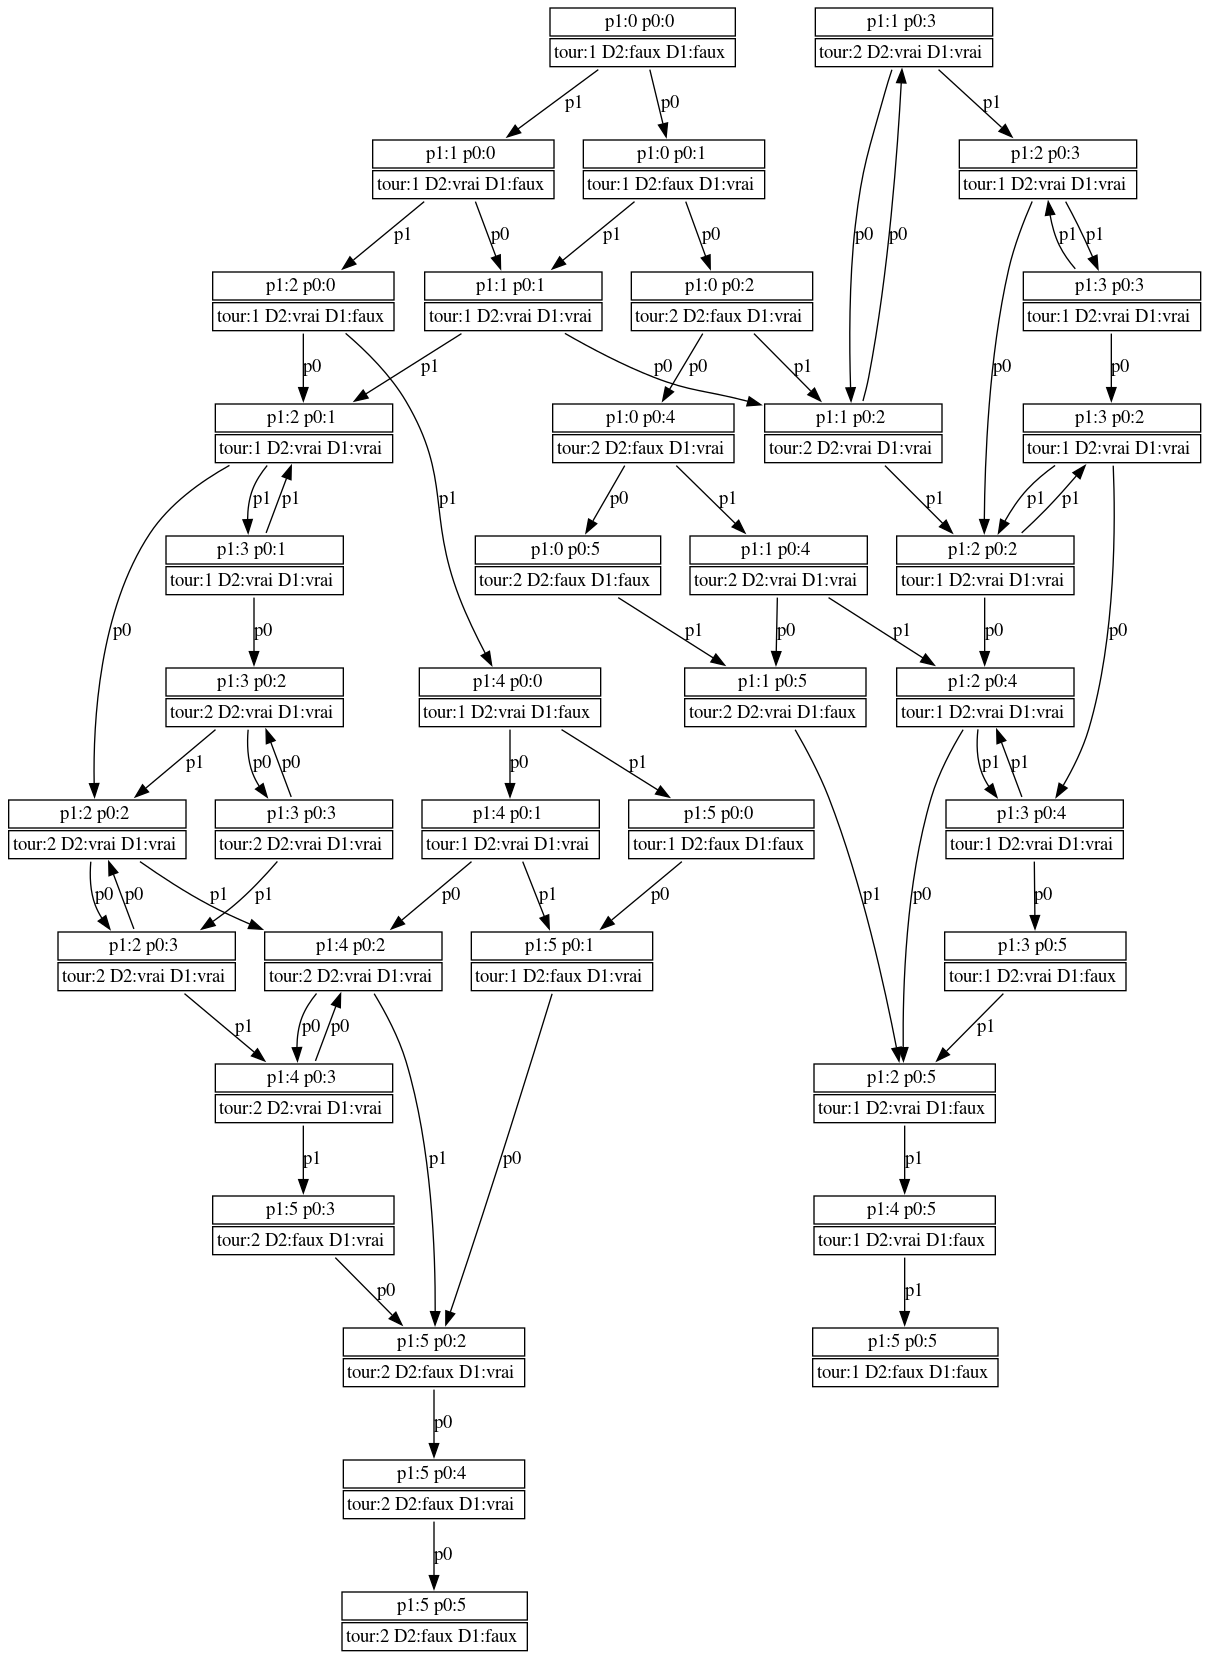 p1:0 p0:0
tour:1 D2:faux D1:faux
p1:1 p0:3
tour:2 D2:vrai D1:vrai
p1
p0
p1
p1:1 p0:0
tour:1 D2:vrai D1:faux
p1:0 p0:1
tour:1 D2:faux D1:vrai
p1:2 p0:3
tour:1 D2:vrai D1:vrai
p1
p0
p1
p0
p0
p0
p1
p1
p1:2 p0:0
tour:1 D2:vrai D1:faux
p1:1 p0:1
tour:1 D2:vrai D1:vrai
p1:0 p0:2
tour:2 D2:faux D1:vrai
p1:3 p0:3
tour:1 D2:vrai D1:vrai
p0
p1
p0
p0
p1
p0
p0
p1:2 p0:1
tour:1 D2:vrai D1:vrai
p1:0 p0:4
tour:2 D2:faux D1:vrai
p1:1 p0:2
tour:2 D2:vrai D1:vrai
p1:3 p0:2
tour:1 D2:vrai D1:vrai
p1
p1
p1
p0
p1
p1
p1
p1
p1:3 p0:1
tour:1 D2:vrai D1:vrai
p1:0 p0:5
tour:2 D2:faux D1:faux
p1:1 p0:4
tour:2 D2:vrai D1:vrai
p1:2 p0:2
tour:1 D2:vrai D1:vrai
p0
p0
p1
p0
p1
p0
p0
p1:3 p0:2
tour:2 D2:vrai D1:vrai
p1:4 p0:0
tour:1 D2:vrai D1:faux
p1:1 p0:5
tour:2 D2:vrai D1:faux
p1:2 p0:4
tour:1 D2:vrai D1:vrai
p1
p0
p0
p0
p1
p1
p1
p1:2 p0:2
tour:2 D2:vrai D1:vrai
p1:3 p0:3
tour:2 D2:vrai D1:vrai
p1:4 p0:1
tour:1 D2:vrai D1:vrai
p1:5 p0:0
tour:1 D2:faux D1:faux
p1:3 p0:4
tour:1 D2:vrai D1:vrai
p0
p0
p1
p1
p0
p1
p0
p1
p0
p0
p1:2 p0:3
tour:2 D2:vrai D1:vrai
p1:4 p0:2
tour:2 D2:vrai D1:vrai
p1:5 p0:1
tour:1 D2:faux D1:vrai
p1:3 p0:5
tour:1 D2:vrai D1:faux
p1
p0
p0
p1
p1:4 p0:3
tour:2 D2:vrai D1:vrai
p1:2 p0:5
tour:1 D2:vrai D1:faux
p1
p1
p0
p1
p1:5 p0:3
tour:2 D2:faux D1:vrai
p1:4 p0:5
tour:1 D2:vrai D1:faux
p0
p1
p1:5 p0:2
tour:2 D2:faux D1:vrai
p1:5 p0:5
tour:1 D2:faux D1:faux
p0
p1:5 p0:4
tour:2 D2:faux D1:vrai
p0
p1:5 p0:5
tour:2 D2:faux D1:faux